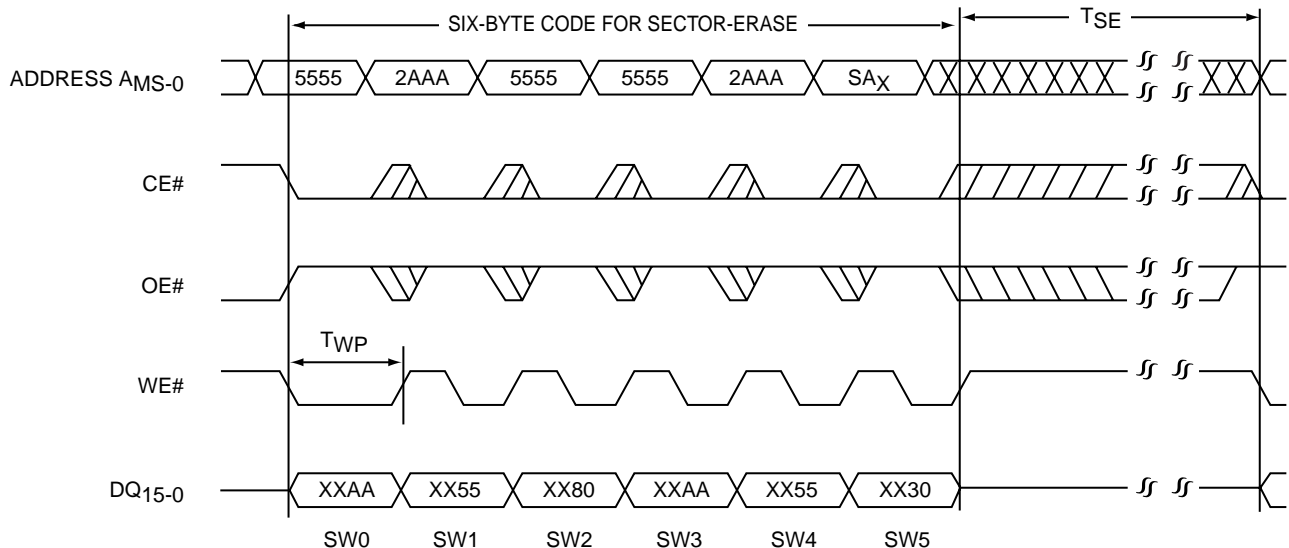 SIX-BYTE CODE FOR SECTOR-ERASE
TSE
ADDRESS AMS-0
5555 2AAA 5555 5555 2AAA SAX
CE#
OE#
TWP
WE#
DQ15-0
XXAA XX55 XX80 XXAA XX55 XX30
SW0 SW1 SW2 SW3 SW4 SW5